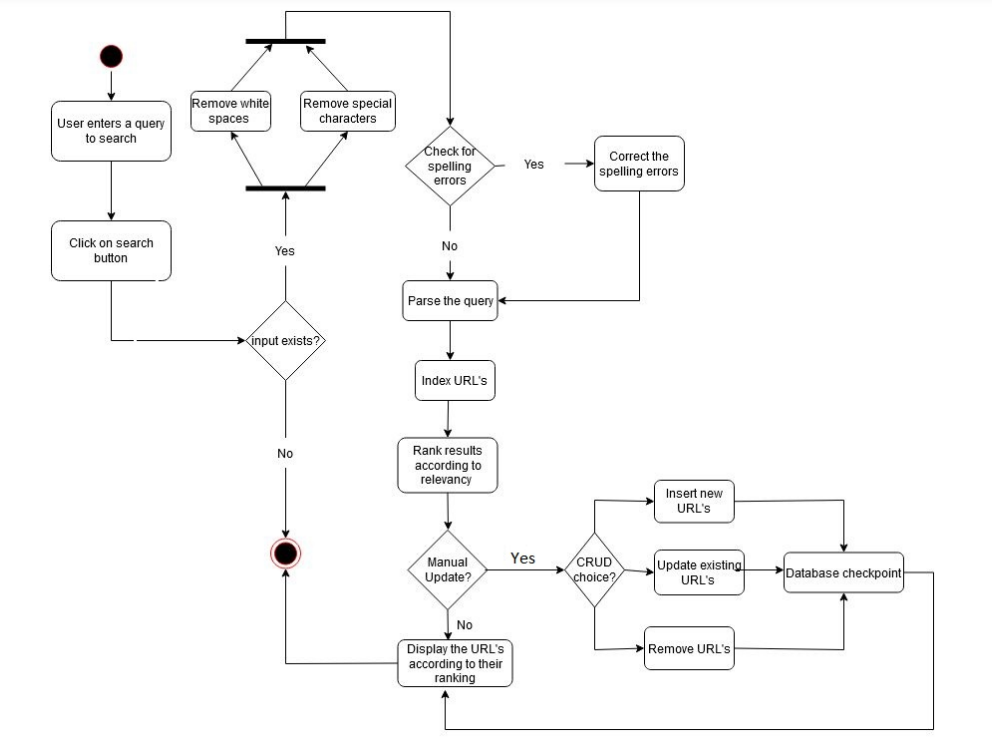 User enters a query
to search
Click on search
button
Remove white
spaces
Remove special
characters
Yes
input exists?
No
Check for
spelling
errors
Yes
Correct the
spelling errors
No
Parse the query
Index URL's
Rank results
according to
relevancy
Manual
Update?
Yes
No
CRUD
choice?
Insert new
URL's
Update existing
URL's
Remove URL's
Database checkpoint
Display the URL's
according to their
ranking